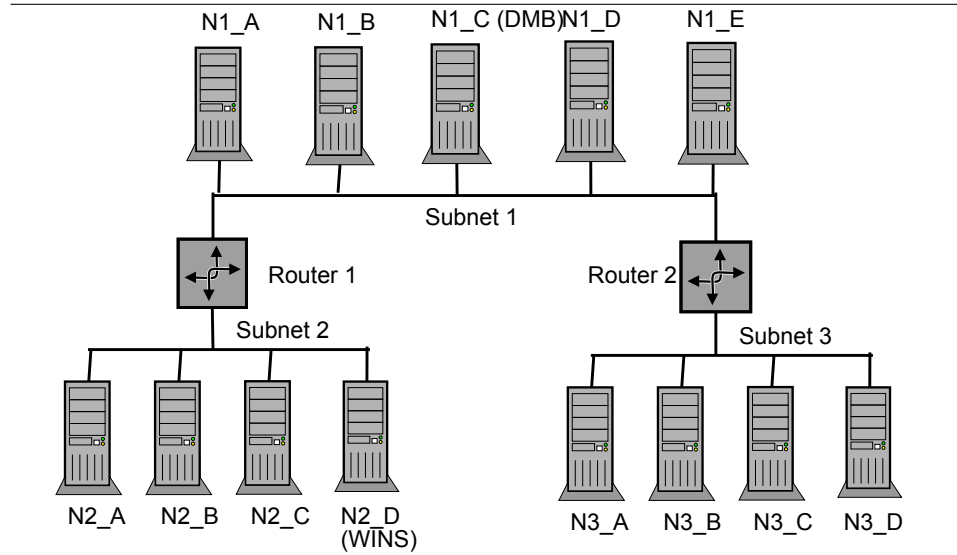 N1_A
N1_B
N1_C (DMB)
N1_D
N1_E
Subnet 1
Router 1
Router 2
Subnet 2
Subnet 3
N2_A
N2_B
N2_C
N2_D
(WINS)
N3_A
N3_B
N3_C
N3_D